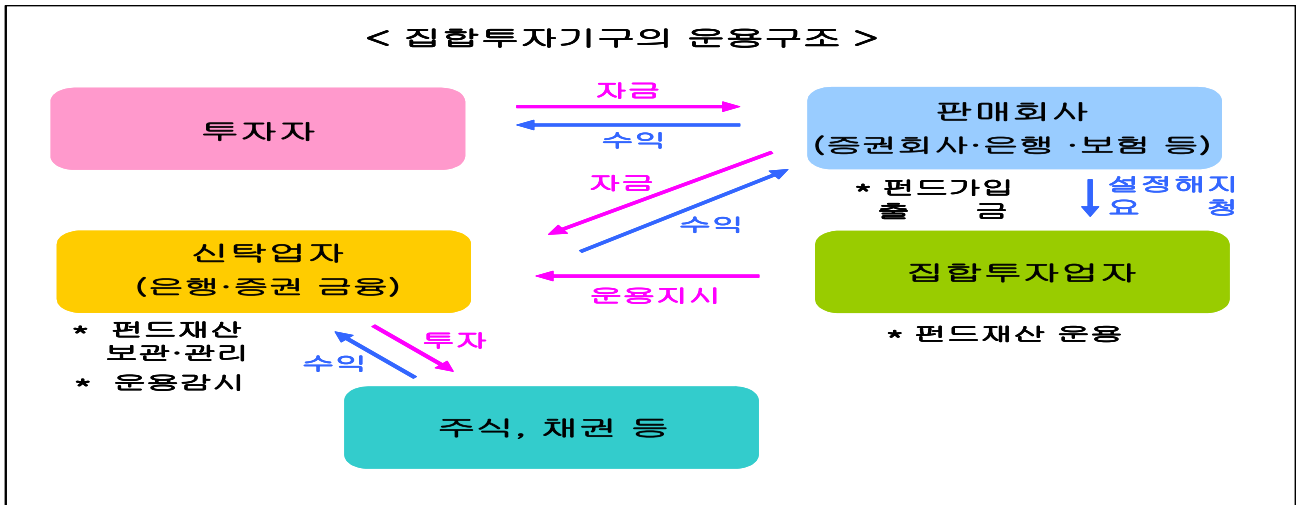 < 집합투자기구의 운용구조 >
투자자
자금
수익
판매회사
(증권회사·은행 ·보험 등)
* 펀드가입
출 금
설정해지
요 청
자금
수익
신탁업자
(은행·증권 금융)
운용지시
집합투자업자
* 펀드재산
보관·관리
* 운용감시
* 펀드재산 운용
투자
수익
주식, 채권 등